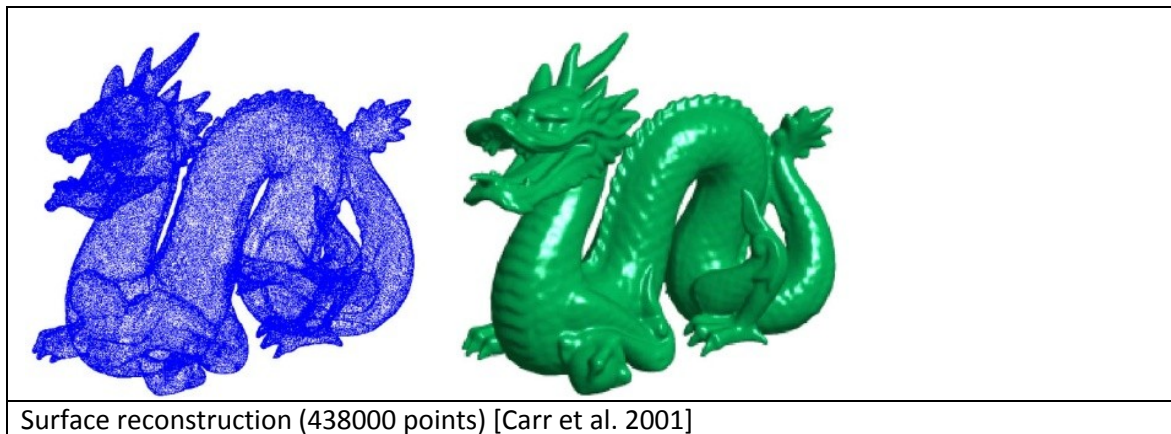 Surface reconstruction (438000 points) [Carr et al. 2001]